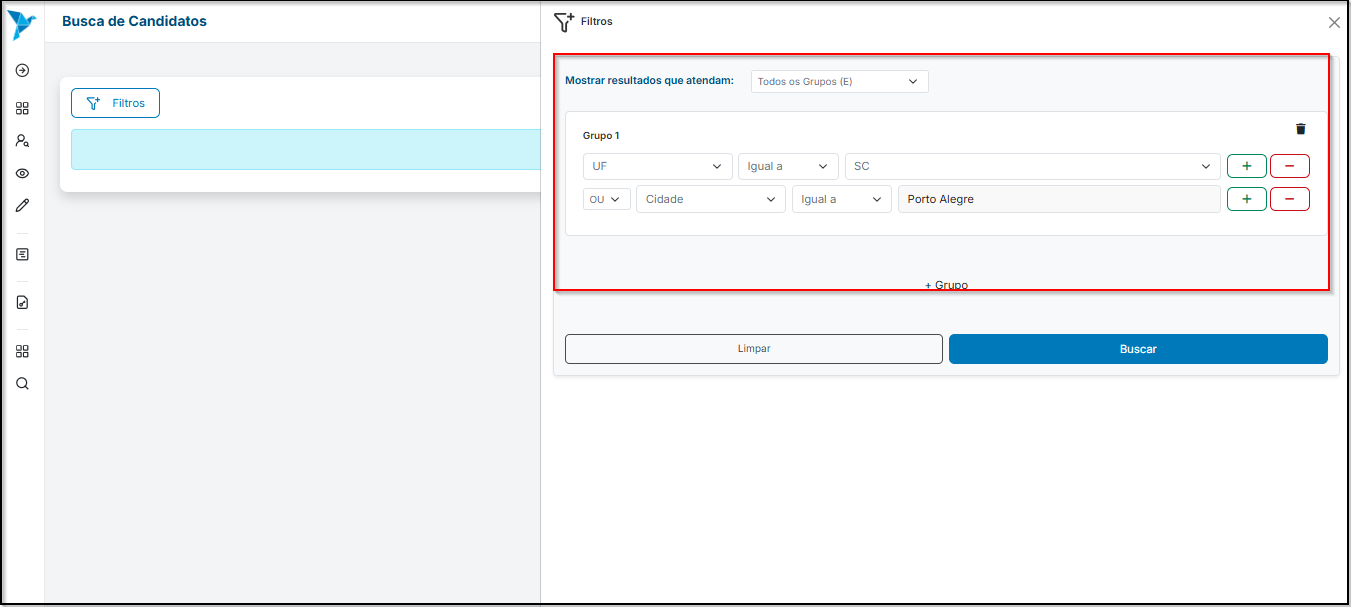 Busca de Candidatos
Filtros
Filtros
Mostrar resultados que atendam: Todos os Grupos (E)
Grupo 1
UF Igual a SC + −
OU Cidade Igual a Porto Alegre + −
+ Grupo
Limpar Buscar